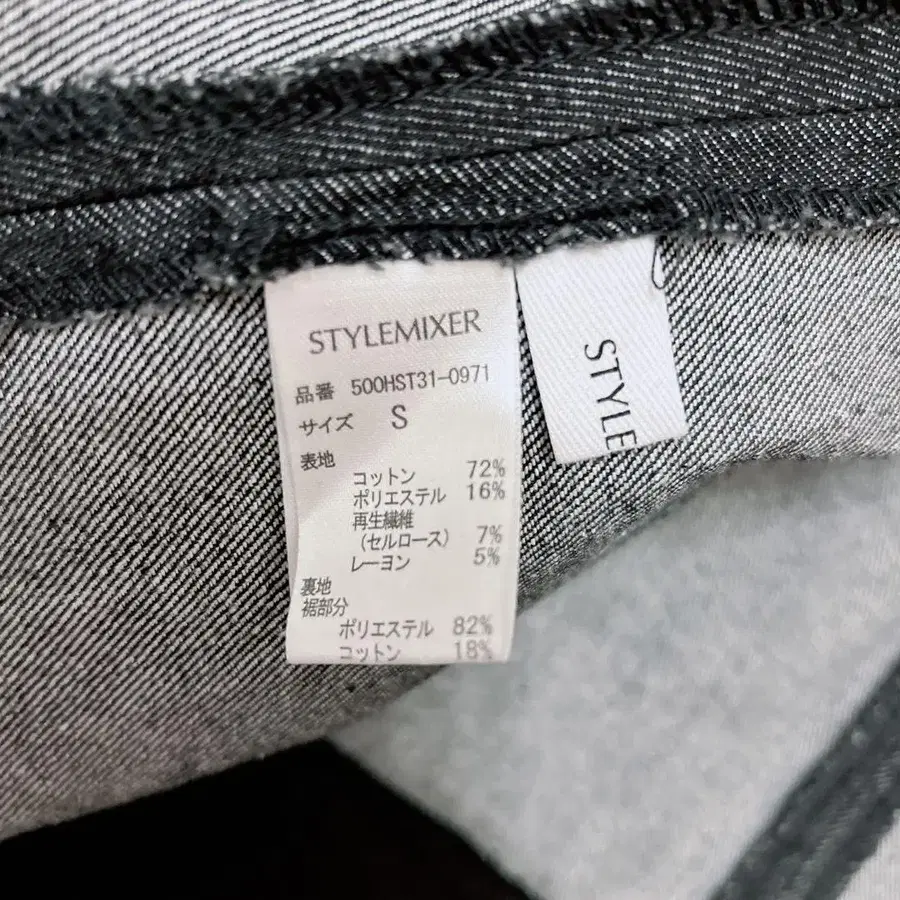 STYLEMIXER
品番 500HST31-0971
サイズ S
表地
コットン 72%
ポリエステル 16%
再生繊維
(セルロース) 7%
レーヨン 5%
裏地
裾部分
ポリエステル 82%
コットン 18%
STYLE